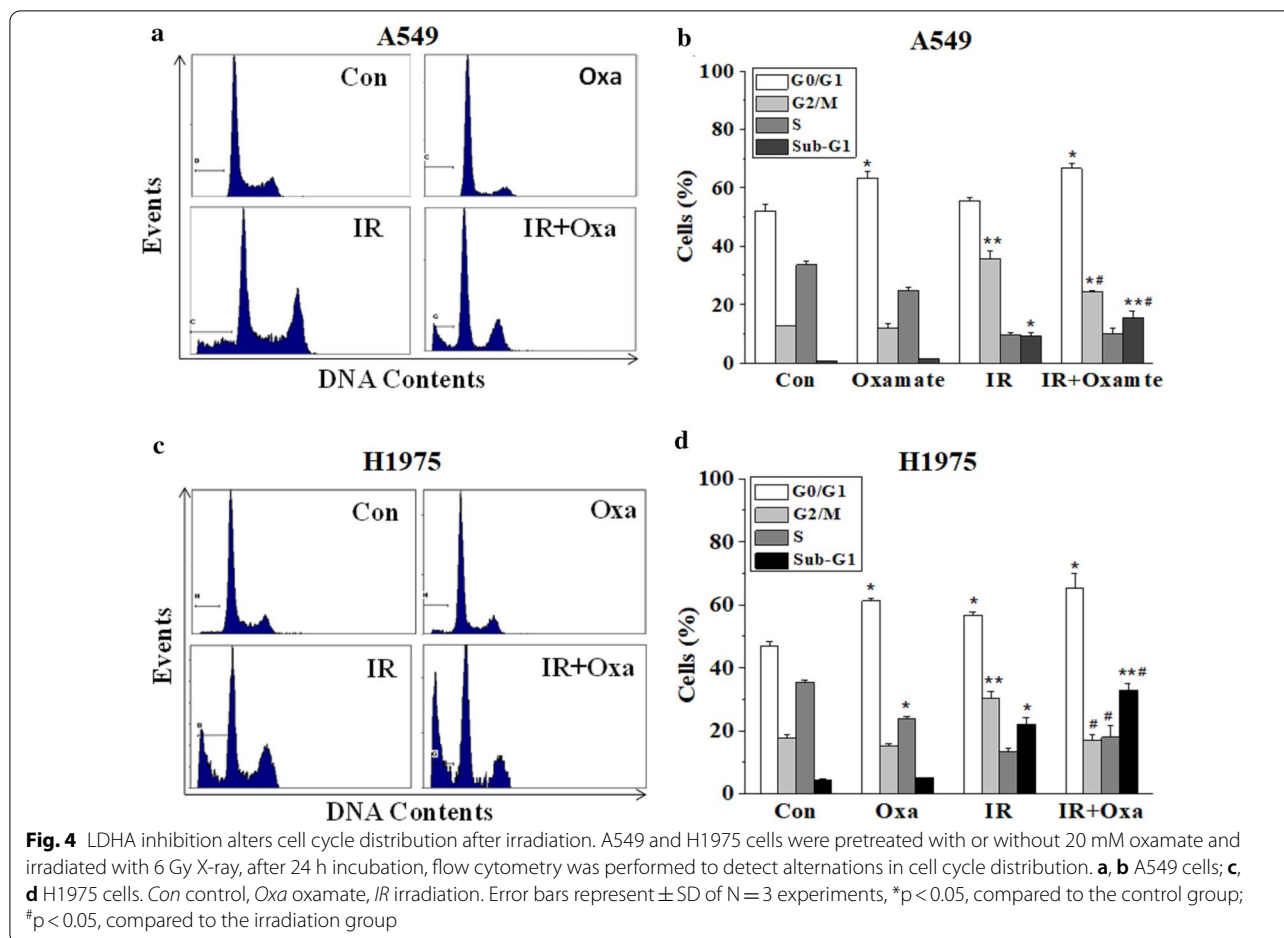 a
A549
Con
Oxa
D
C
IR
IR+Oxa
C
G
Events
DNA Contents
b
A549
G0/G1
G2/M
S
Sub-G1
100
80
60
40
20
0
Cells (%)
*
**
*
*
*#
**#
Con
Oxamate
IR
IR+Oxamte
c
H1975
Con
Oxa
H
H
IR
IR+Oxa
D
G
Events
DNA Contents
d
H1975
G0/G1
G2/M
S
Sub-G1
100
80
60
40
20
0
Cells (%)
*
*
*
**
*
*
#
#
**#
Con
Oxa
IR
IR+Oxa
Fig. 4 LDHA inhibition alters cell cycle distribution after irradiation. A549 and H1975 cells were pretreated with or without 20 mM oxamate and
irradiated with 6 Gy X-ray, after 24 h incubation, flow cytometry was performed to detect alternations in cell cycle distribution. a, b A549 cells; c,
d H1975 cells. Con control, Oxa oxamate, IR irradiation. Error bars represent ± SD of N = 3 experiments, *p < 0.05, compared to the control group;
#p < 0.05, compared to the irradiation group